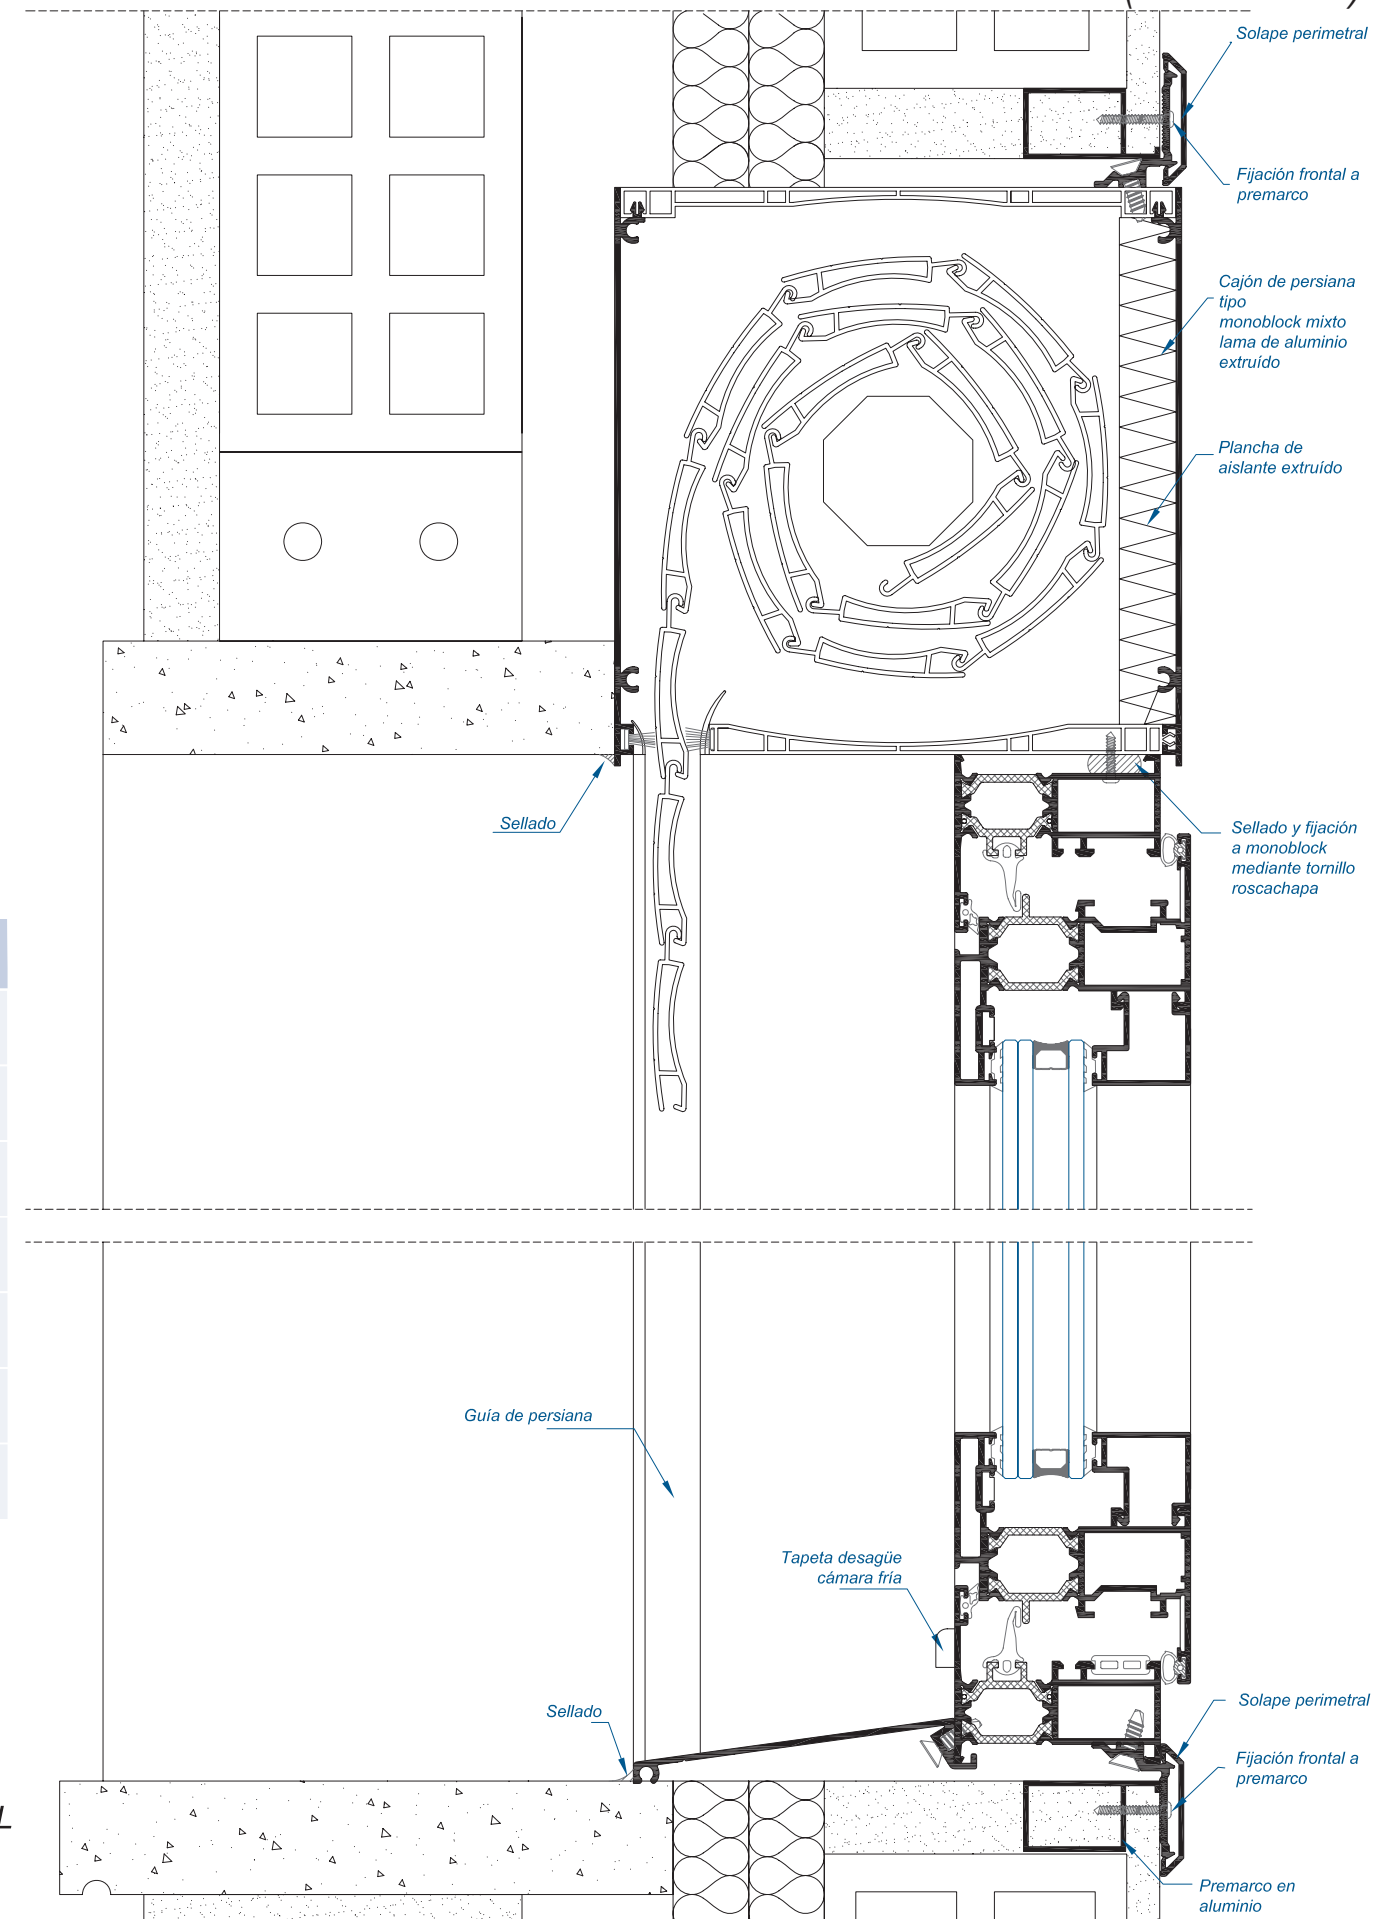 Solape perimetral
Fijación frontal a
premarco
Cajón de persiana
tipo
monoblock mixto
lama de aluminio
extruído
Plancha de
aislante extruído
Sellado
Sellado y fijación
a monoblock
mediante tornillo
roscachapa
Guía de persiana
Tapeta desagüe
cámara fría
Sellado
Solape perimetral
Fijación frontal a
premarco
Premarco en
aluminio